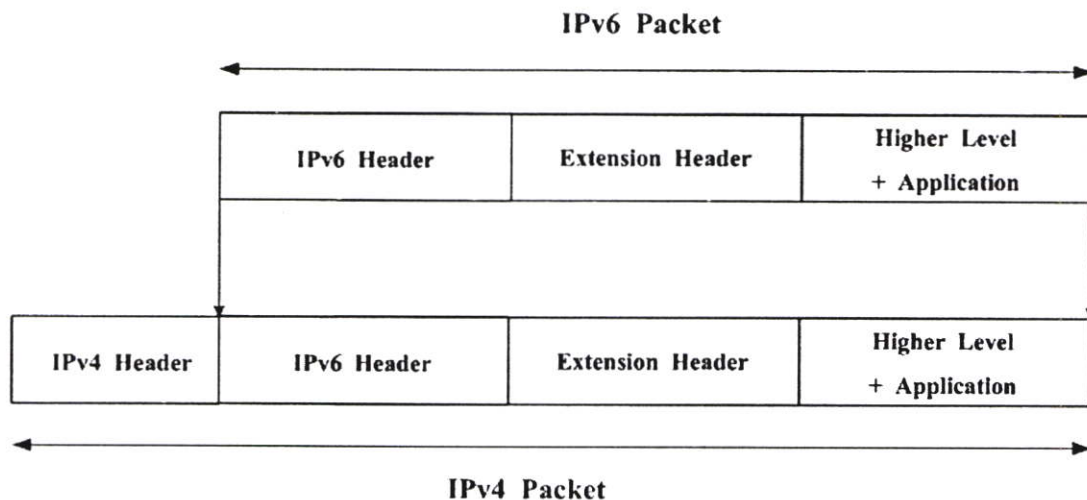 IPv6 Packet
IPv6 Header
Extension Header
Higher Level
+ Application
IPv4 Header
IPv6 Header
Extension Header
Higher Level
+ Application
IPv4 Packet